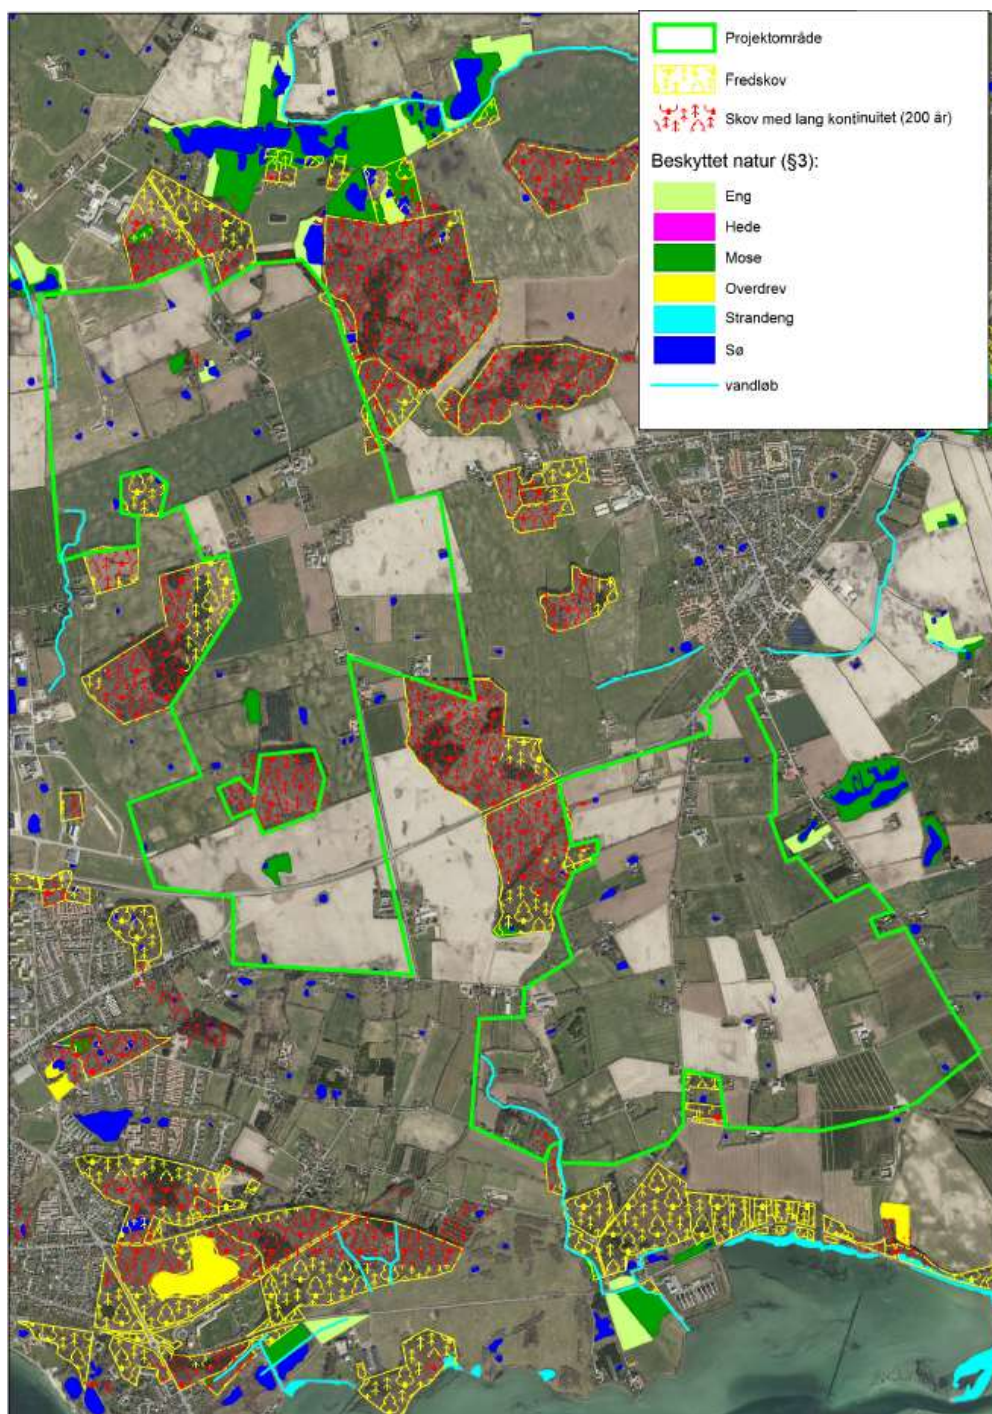 Projektområde
Fredskov
Skov med lang kontinuitet (200 år)
Beskyttet natur (§3):
Eng
Hede
Mose
Overdrev
Strandeng
Sø
vandløb